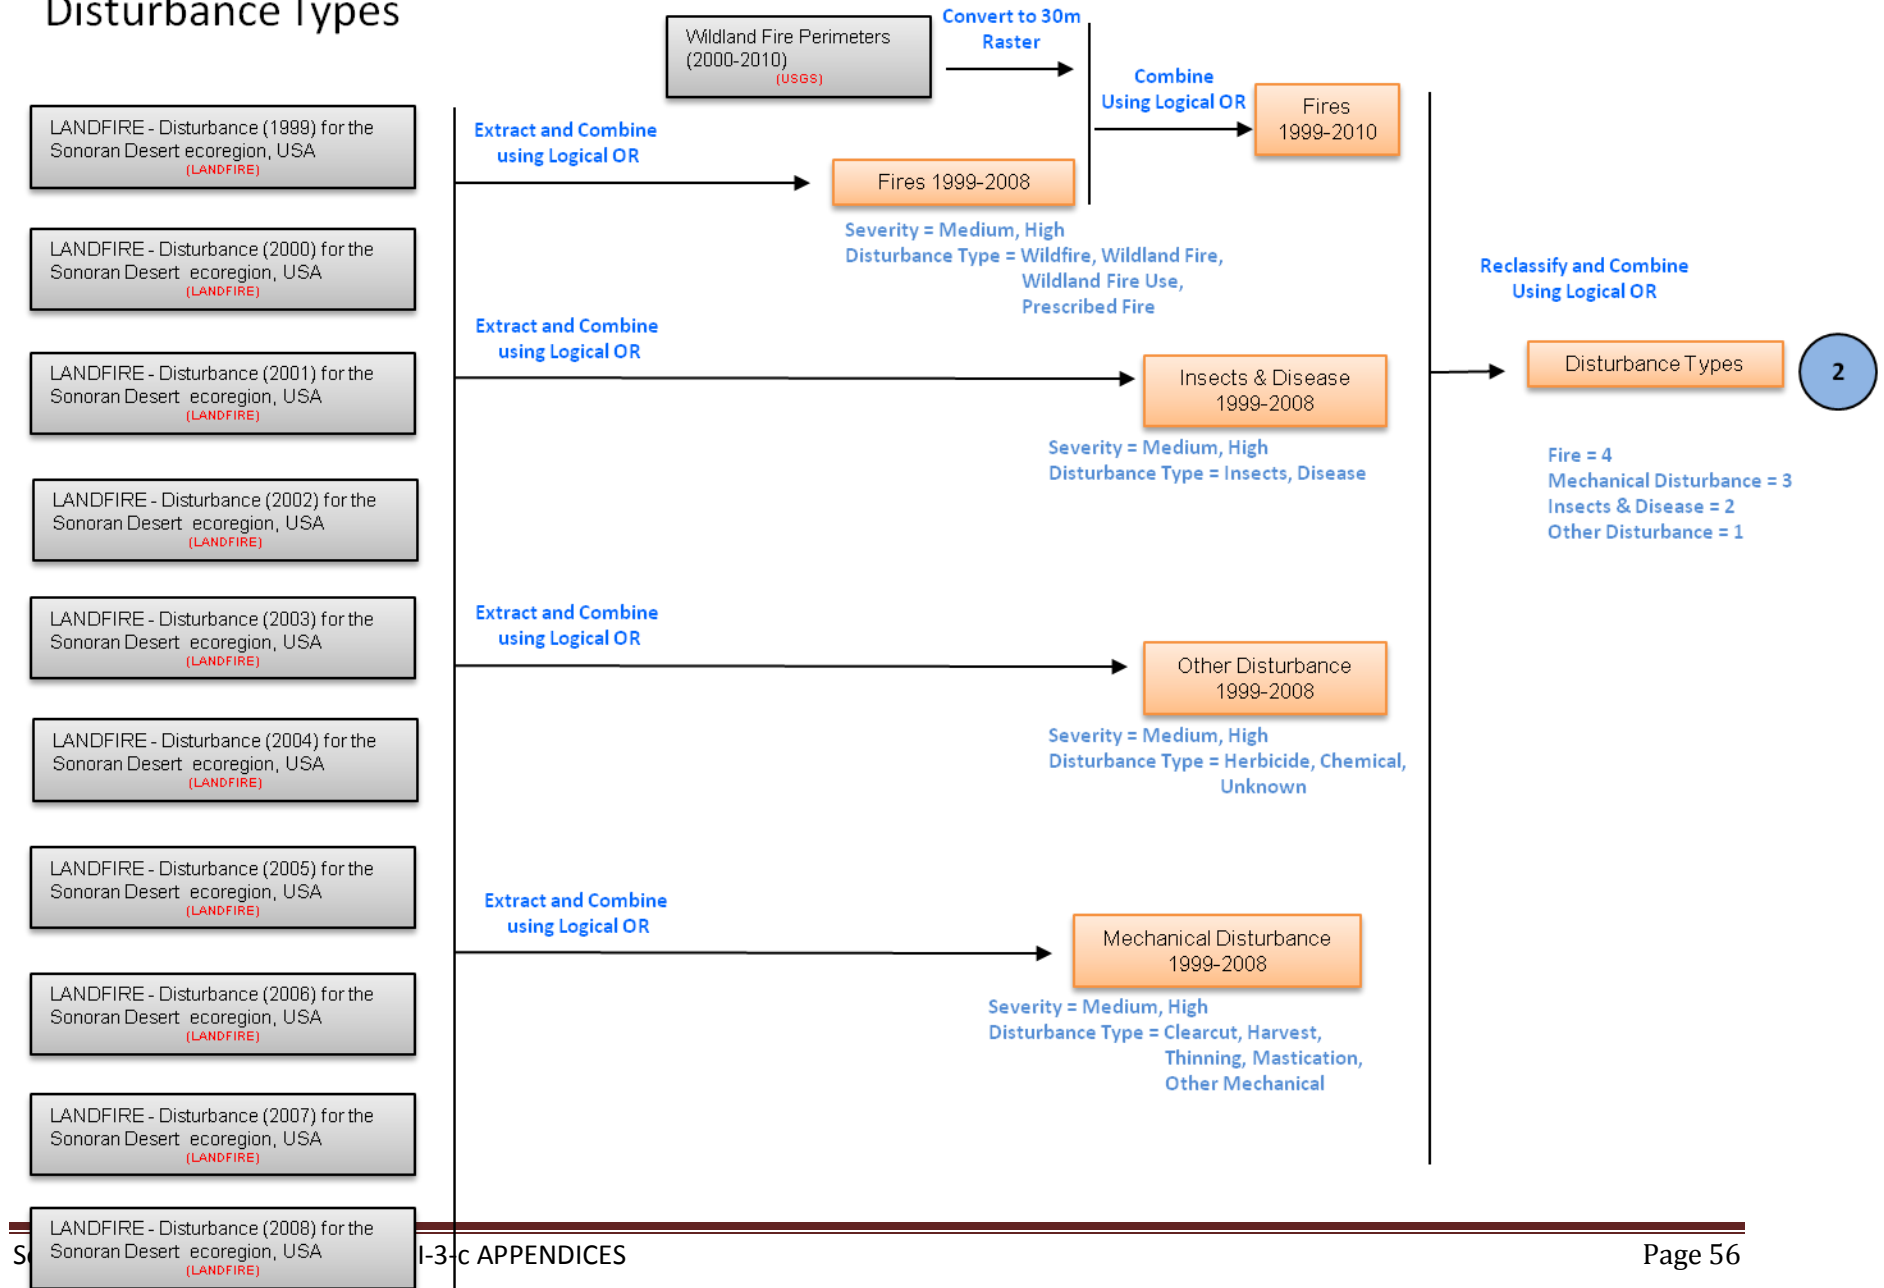 Disturbance Types
Wildland Fire Perimeters
(2000-2010)
(USGS)
Convert to 30m
Raster
Combine
Using Logical OR
Fires
1999-2010
LANDFIRE - Disturbance (1999) for the
Sonoran Desert ecoregion, USA
(LANDFIRE)
Extract and Combine
using Logical OR
Fires 1999-2008
Severity = Medium, High
Disturbance Type = Wildfire, Wildland Fire,
Wildland Fire Use,
Prescribed Fire
LANDFIRE - Disturbance (2000) for the
Sonoran Desert ecoregion, USA
(LANDFIRE)
Reclassify and Combine
Using Logical OR
Extract and Combine
using Logical OR
LANDFIRE - Disturbance (2001) for the
Sonoran Desert ecoregion, USA
(LANDFIRE)
Insects & Disease
1999-2008
Severity = Medium, High
Disturbance Type = Insects, Disease
Disturbance Types
2
Fire = 4
Mechanical Disturbance = 3
Insects & Disease = 2
Other Disturbance = 1
LANDFIRE - Disturbance (2002) for the
Sonoran Desert ecoregion, USA
(LANDFIRE)
LANDFIRE - Disturbance (2003) for the
Sonoran Desert ecoregion, USA
(LANDFIRE)
Extract and Combine
using Logical OR
Other Disturbance
1999-2008
Severity = Medium, High
Disturbance Type = Herbicide, Chemical,
Unknown
LANDFIRE - Disturbance (2004) for the
Sonoran Desert ecoregion, USA
(LANDFIRE)
LANDFIRE - Disturbance (2005) for the
Sonoran Desert ecoregion, USA
(LANDFIRE)
Extract and Combine
using Logical OR
Mechanical Disturbance
1999-2008
Severity = Medium, High
Disturbance Type = Clearcut, Harvest,
Thinning, Mastication,
Other Mechanical
LANDFIRE - Disturbance (2006) for the
Sonoran Desert ecoregion, USA
(LANDFIRE)
LANDFIRE - Disturbance (2007) for the
Sonoran Desert ecoregion, USA
(LANDFIRE)
LANDFIRE - Disturbance (2008) for the
Sonoran Desert ecoregion, USA
(LANDFIRE)
I-3-c APPENDICES
Page 56